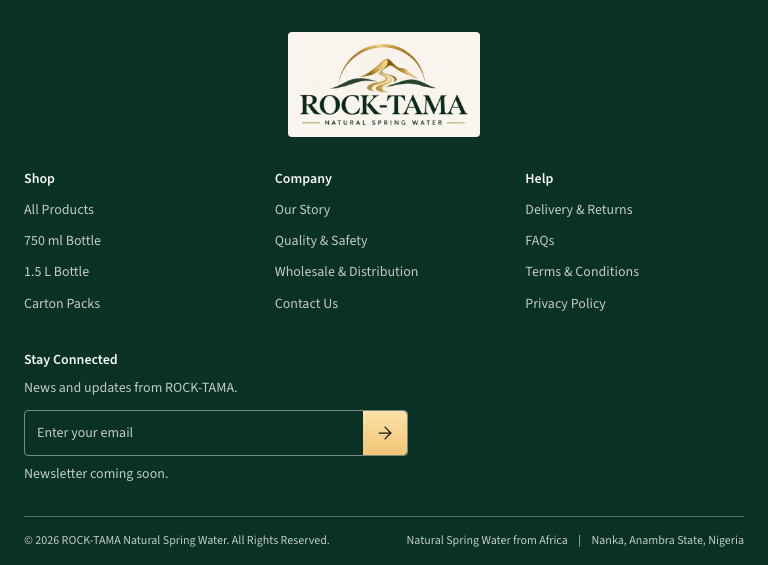 ROCK-TAMA
NATURAL SPRING WATER
Shop
All Products
750 ml Bottle
1.5 L Bottle
Carton Packs
Company
Our Story
Quality & Safety
Wholesale & Distribution
Contact Us
Help
Delivery & Returns
FAQs
Terms & Conditions
Privacy Policy
Stay Connected
News and updates from ROCK-TAMA.
Enter your email
Newsletter coming soon.
© 2026 ROCK-TAMA Natural Spring Water. All Rights Reserved.
Natural Spring Water from Africa | Nanka, Anambra State, Nigeria